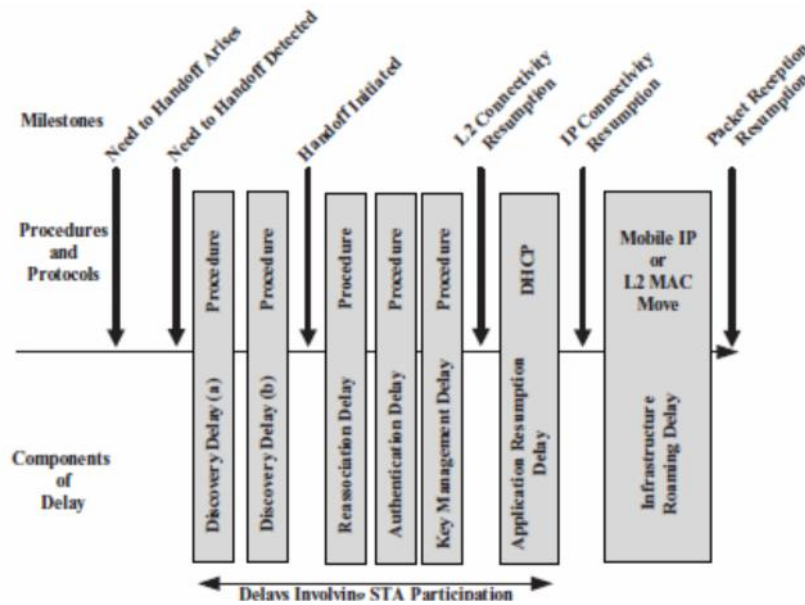 Need to Handoff Arises
Need to Handoff Detected
Handoff Initiated
L2 Connectivity
Resumption
IP Connectivity
Resumption
Packet Reception
Resumption
Milestones
Procedures
and
Protocols
Procedure
Procedure
Procedure
Procedure
Procedure
DHCP
Mobile IP
or
L2 MAC
Move
Components
of
Delay
Discovery Delay (a)
Discovery Delay (b)
Reassociation Delay
Authentication Delay
Key Management Delay
Application Resumption
Delay
Infrastructure
Roaming Delay
Delays Involving STA Participation